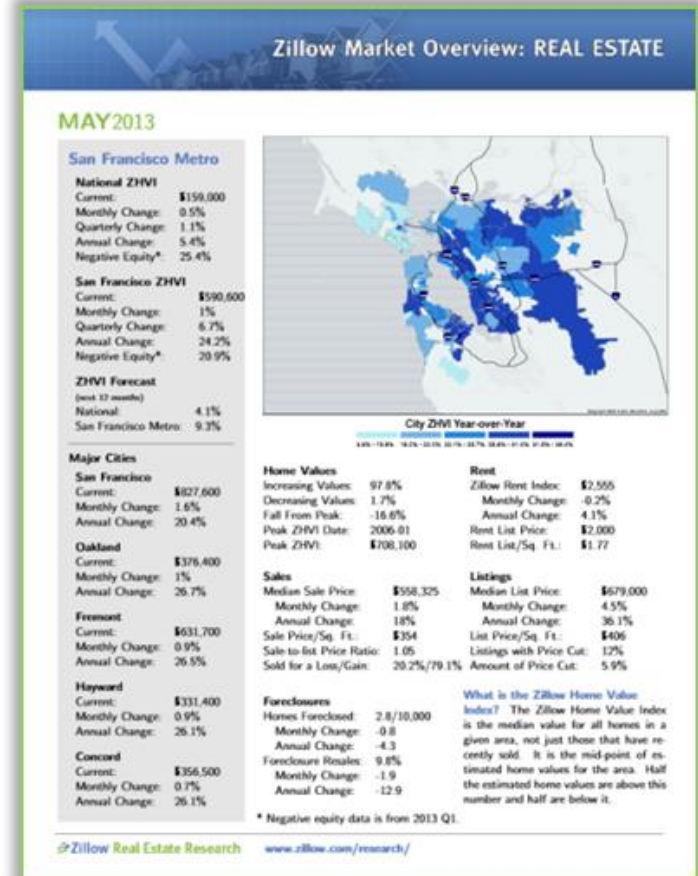 Zillow Market Overview: REAL ESTATE
MAY2013
San Francisco Metro
National ZHVI
Current: $159,000
Monthly Change: 0.5%
Quarterly Change: 1.1%
Annual Change: 5.4%
Negative Equity*: 25.4%
San Francisco ZHVI
Current: $590,600
Monthly Change: 1%
Quarterly Change: 6.7%
Annual Change: 24.2%
Negative Equity*: 20.9%
ZHVI Forecast
(next 12 months)
National: 4.1%
San Francisco Metro: 9.3%
Major Cities
San Francisco
Current: $827,600
Monthly Change: 1.6%
Annual Change: 20.4%
Oakland
Current: $376,400
Monthly Change: 1%
Annual Change: 26.7%
Fremont
Current: $631,700
Monthly Change: 0.9%
Annual Change: 26.5%
Hayward
Current: $331,400
Monthly Change: 0.9%
Annual Change: 26.1%
Concord
Current: $356,500
Monthly Change: 0.7%
Annual Change: 26.1%
City ZHVI Year-over-Year
Home Values
Increasing Values: 97.8%
Decreasing Values: 1.7%
Fall From Peak: -16.6%
Peak ZHVI Date: 2006-01
Peak ZHVI: $708,100
Rent
Zillow Rent Index: $2,555
Monthly Change: -0.2%
Annual Change: 4.1%
Rent List Price: $2,000
Rent List/Sq. Ft.: $1.77
Sales
Median Sale Price: $558,325
Monthly Change: 1.8%
Annual Change: 18%
Sale Price/Sq. Ft.: $354
Sale-to-list Price Ratio: 1.05
Sold for a Loss/Gain: 20.2%/79.1%
Listings
Median List Price: $679,000
Monthly Change: 4.5%
Annual Change: 36.1%
List Price/Sq. Ft.: $406
Listings with Price Cut: 12%
Amount of Price Cut: 5.9%
Foreclosures
Homes Foreclosed: 2.8/10,000
Monthly Change: -0.8
Annual Change: -4.3
Foreclosure Resales: 9.8%
Monthly Change: -1.9
Annual Change: -12.9
What is the Zillow Home Value
Index? The Zillow Home Value Index
is the median value for all homes in a
given area, not just those that have re-
cently sold. It is the mid-point of es-
timated home values for the area. Half
the estimated home values are above this
number and half are below it.
* Negative equity data is from 2013 Q1.
Zillow Real Estate Research www.zillow.com/research/